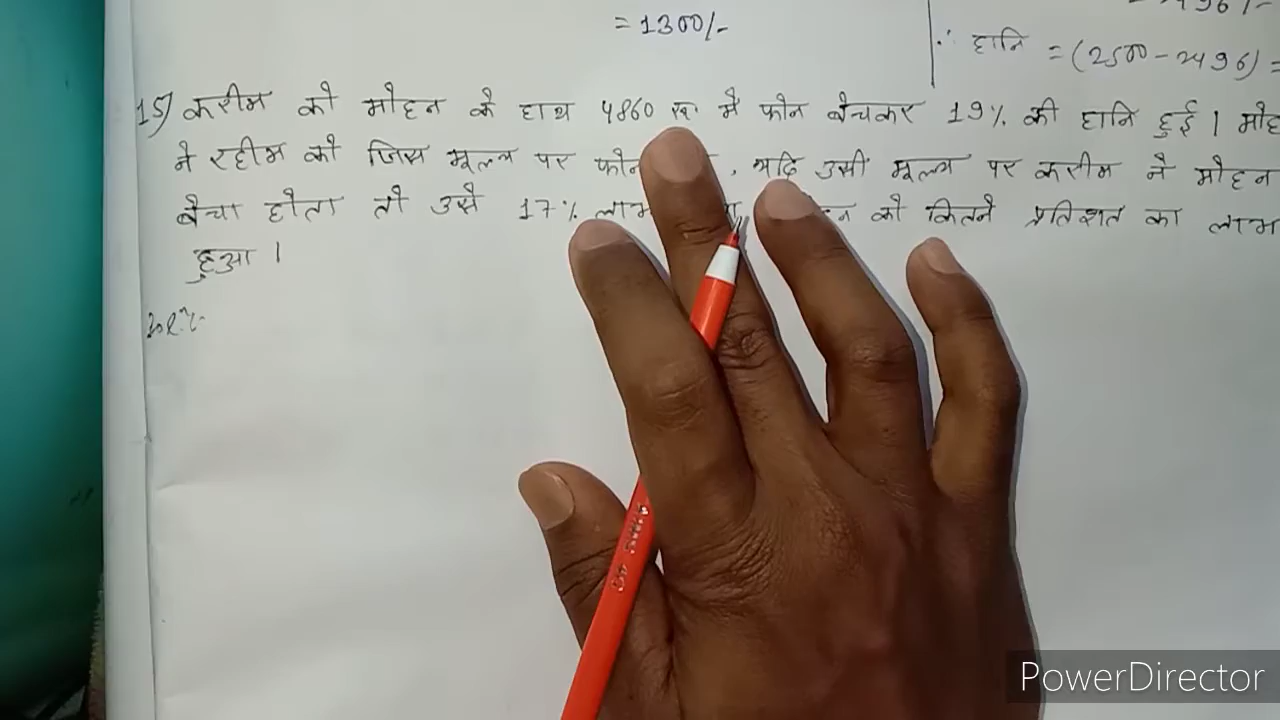 = 1300/-
∴ हानि = (2500 - 2496) =
15) करीम को मोहन के हाथ 4860 रू में फोन बेचकर 19% की हानि हुई । मोह
ने रहीम को जिस मूल्य पर फोन , यदि उसी मूल्य पर करीम ने मोहन
बेचा होता तो उसे 17% लाभ को कितने प्रतिशत का लाभ
हुआ ।
PowerDirector